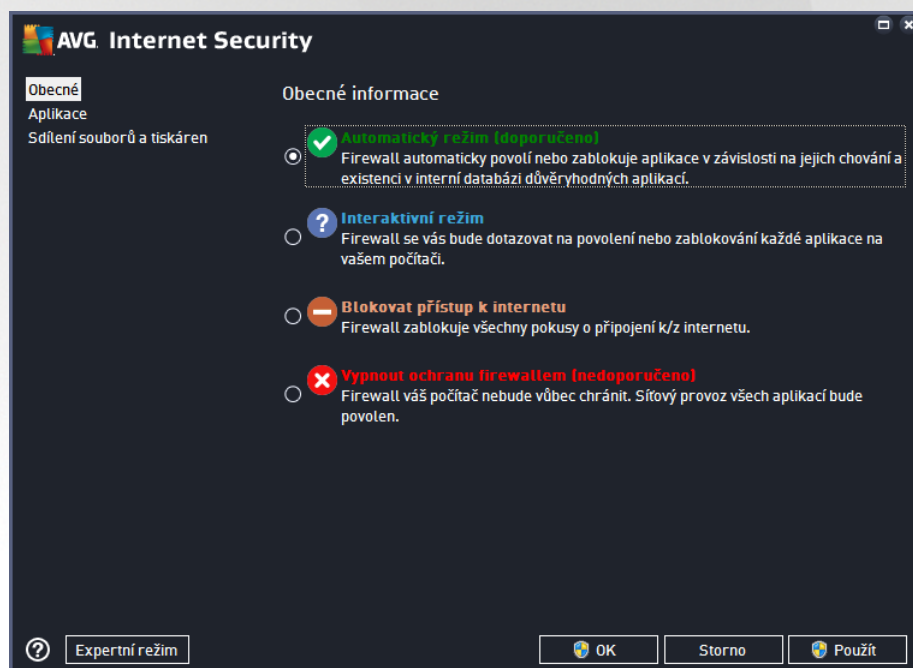 AVG. Internet Security
Obecné
Aplikace
Sdílení souborů a tiskáren
Obecné informace
Automatický režim (doporučeno)
Firewall automaticky povolí nebo zablokuje aplikace v závislosti na jejich chování a
existenci v interní databázi důvěryhodných aplikací.
Interaktivní režim
Firewall se vás bude dotazovat na povolení nebo zablokování každé aplikace na
vašem počítači.
Blokovat přístup k internetu
Firewall zablokuje všechny pokusy o připojení k/z internetu.
Vypnout ochranu firewallem (nedoporučeno)
Firewall váš počítač nebude vůbec chránit. Síťový provoz všech aplikací bude
povolen.
Expertní režim
OK
Storno
Použít